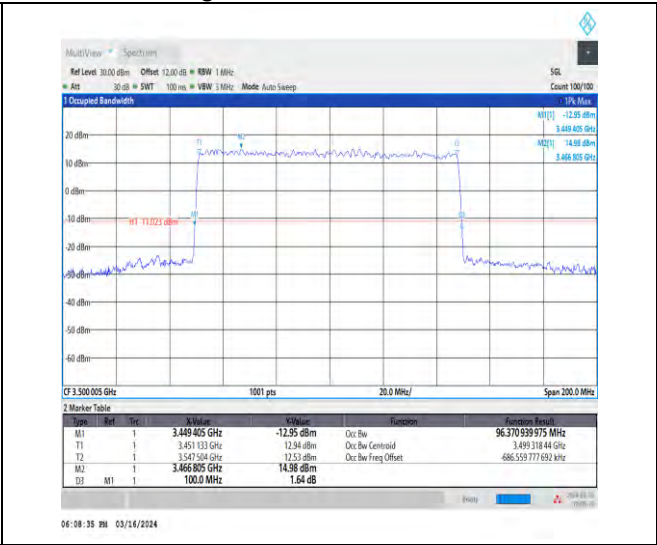 MultiView Spectrum
Ref Level 30.00 dBm Offset 12.00 dB RBW 1 MHz SGL
Att 30 dB SWT 100 ms VBW 3 MHz Mode Auto Sweep Count 100/100
1 Occupied Bandwidth 1Pk Max
M1[1] -12.95 dBm
3.449 405 GHz
M2[1] 14.98 dBm
3.466 805 GHz
20 dBm
T1 M2
10 dBm
0 dBm
-10 dBm M1 D3
-20 dBm
-30 dBm
-40 dBm
-50 dBm
-60 dBm
CF 3.500 005 GHz 1001 pts 20.0 MHz/ Span 200.0 MHz
2 Marker Table
Type Ref Trc X-Value Y-Value Function Function Result
M1 1 3.449 405 GHz -12.95 dBm Occ Bw 96.370 939 975 MHz
T1 1 3.451 133 GHz 12.94 dBm Occ Bw Centroid 3.499 318 44 GHz
T2 1 3.547 504 GHz 12.53 dBm Occ Bw Freq Offset -686.559 777 692 kHz
M2 1 3.466 805 GHz 14.98 dBm
D3 M1 1 100.0 MHz 1.64 dB
06:08:35 PM 03/16/2024